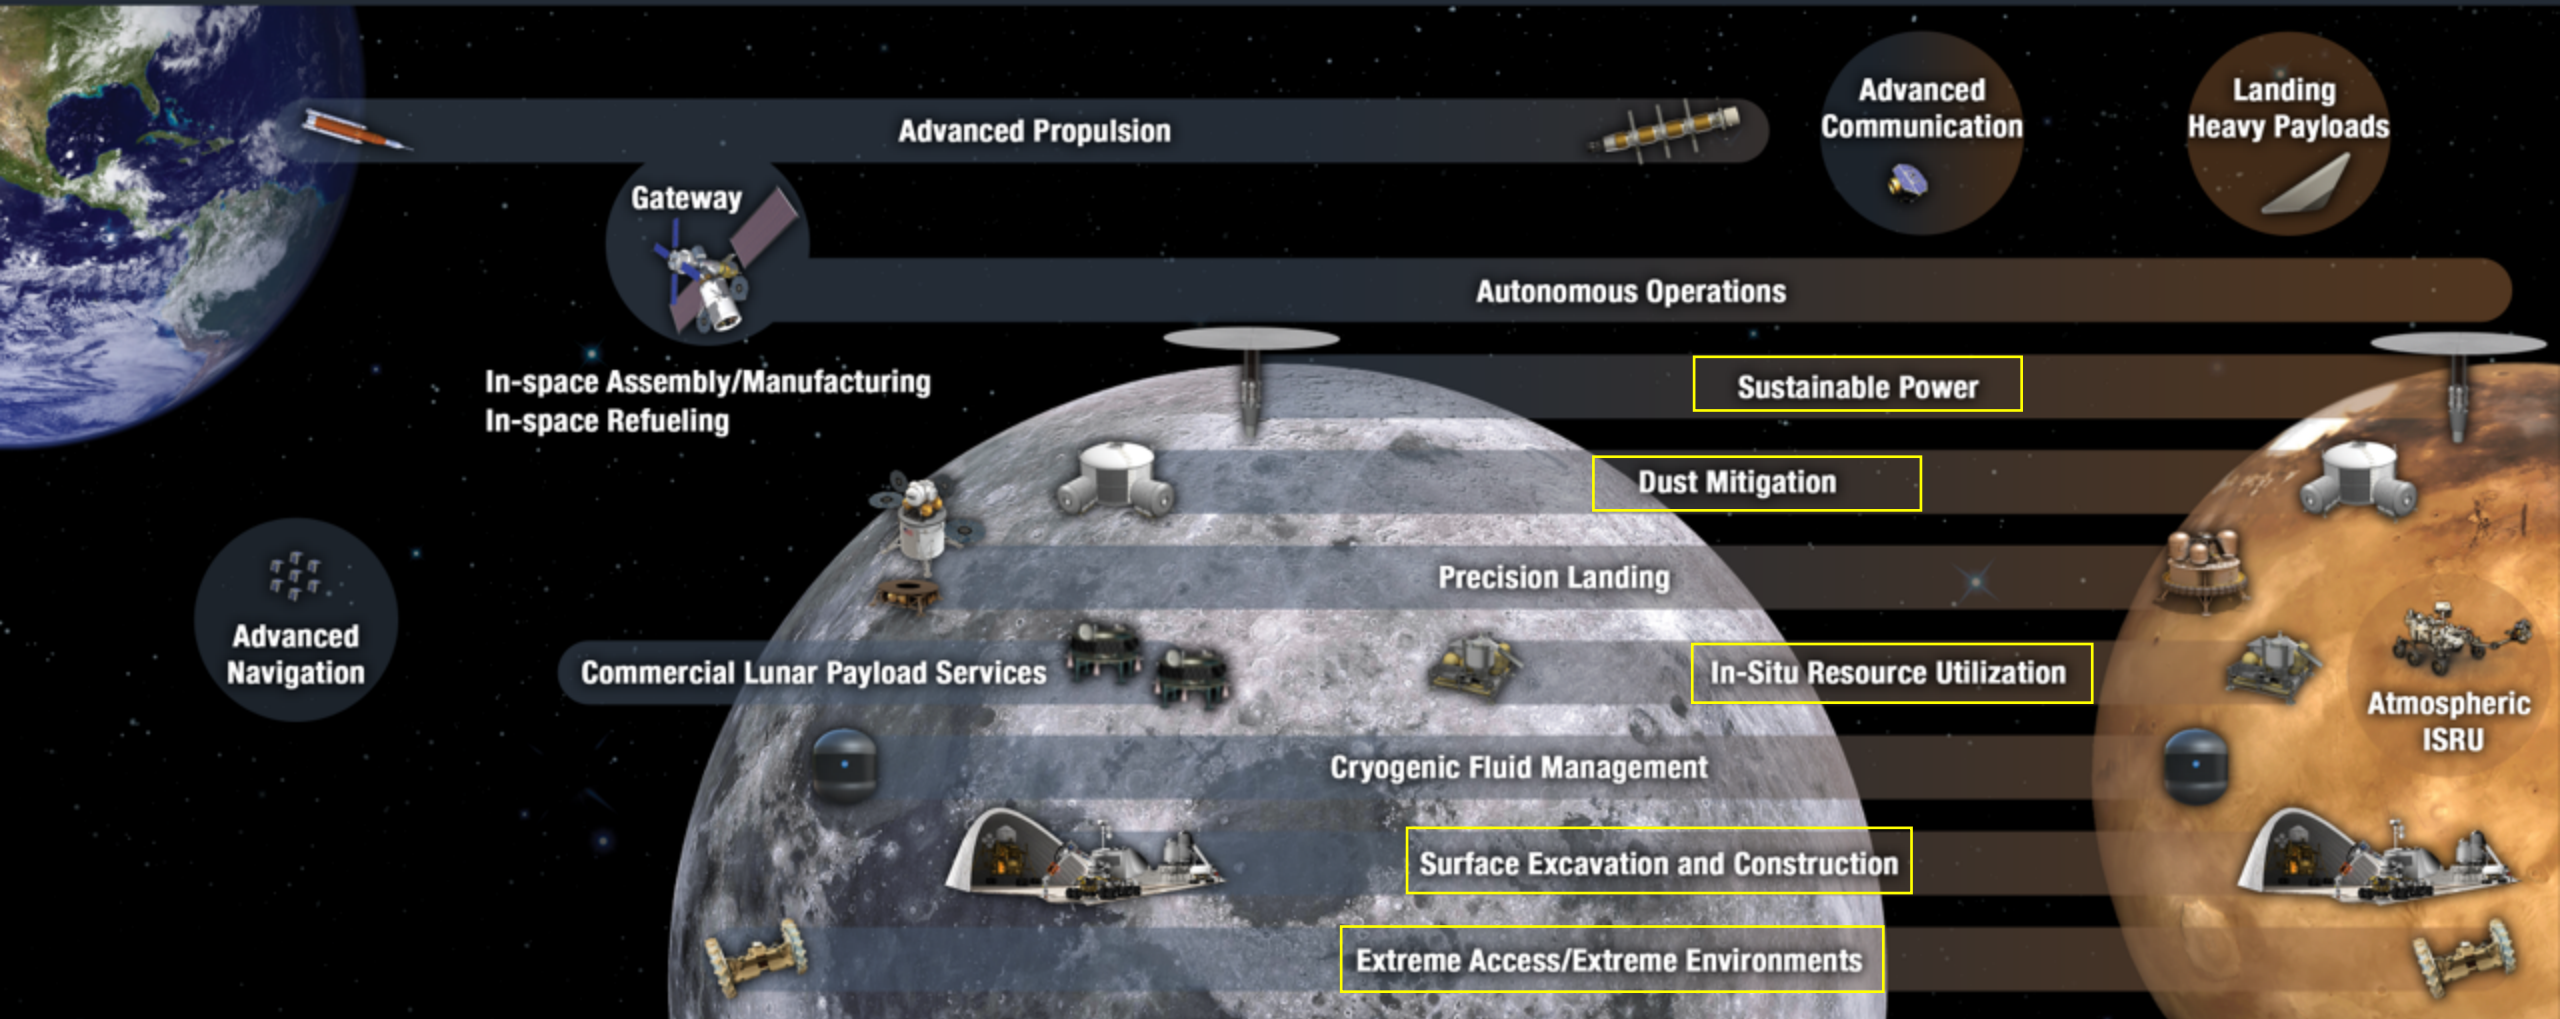 Advanced Propulsion
Advanced
Communication
Landing
Heavy Payloads
Gateway
Autonomous Operations
In-space Assembly/Manufacturing
In-space Refueling
Sustainable Power
Dust Mitigation
Precision Landing
Advanced
Navigation
Commercial Lunar Payload Services
In-Situ Resource Utilization
Atmospheric
ISRU
Cryogenic Fluid Management
Surface Excavation and Construction
Extreme Access/Extreme Environments